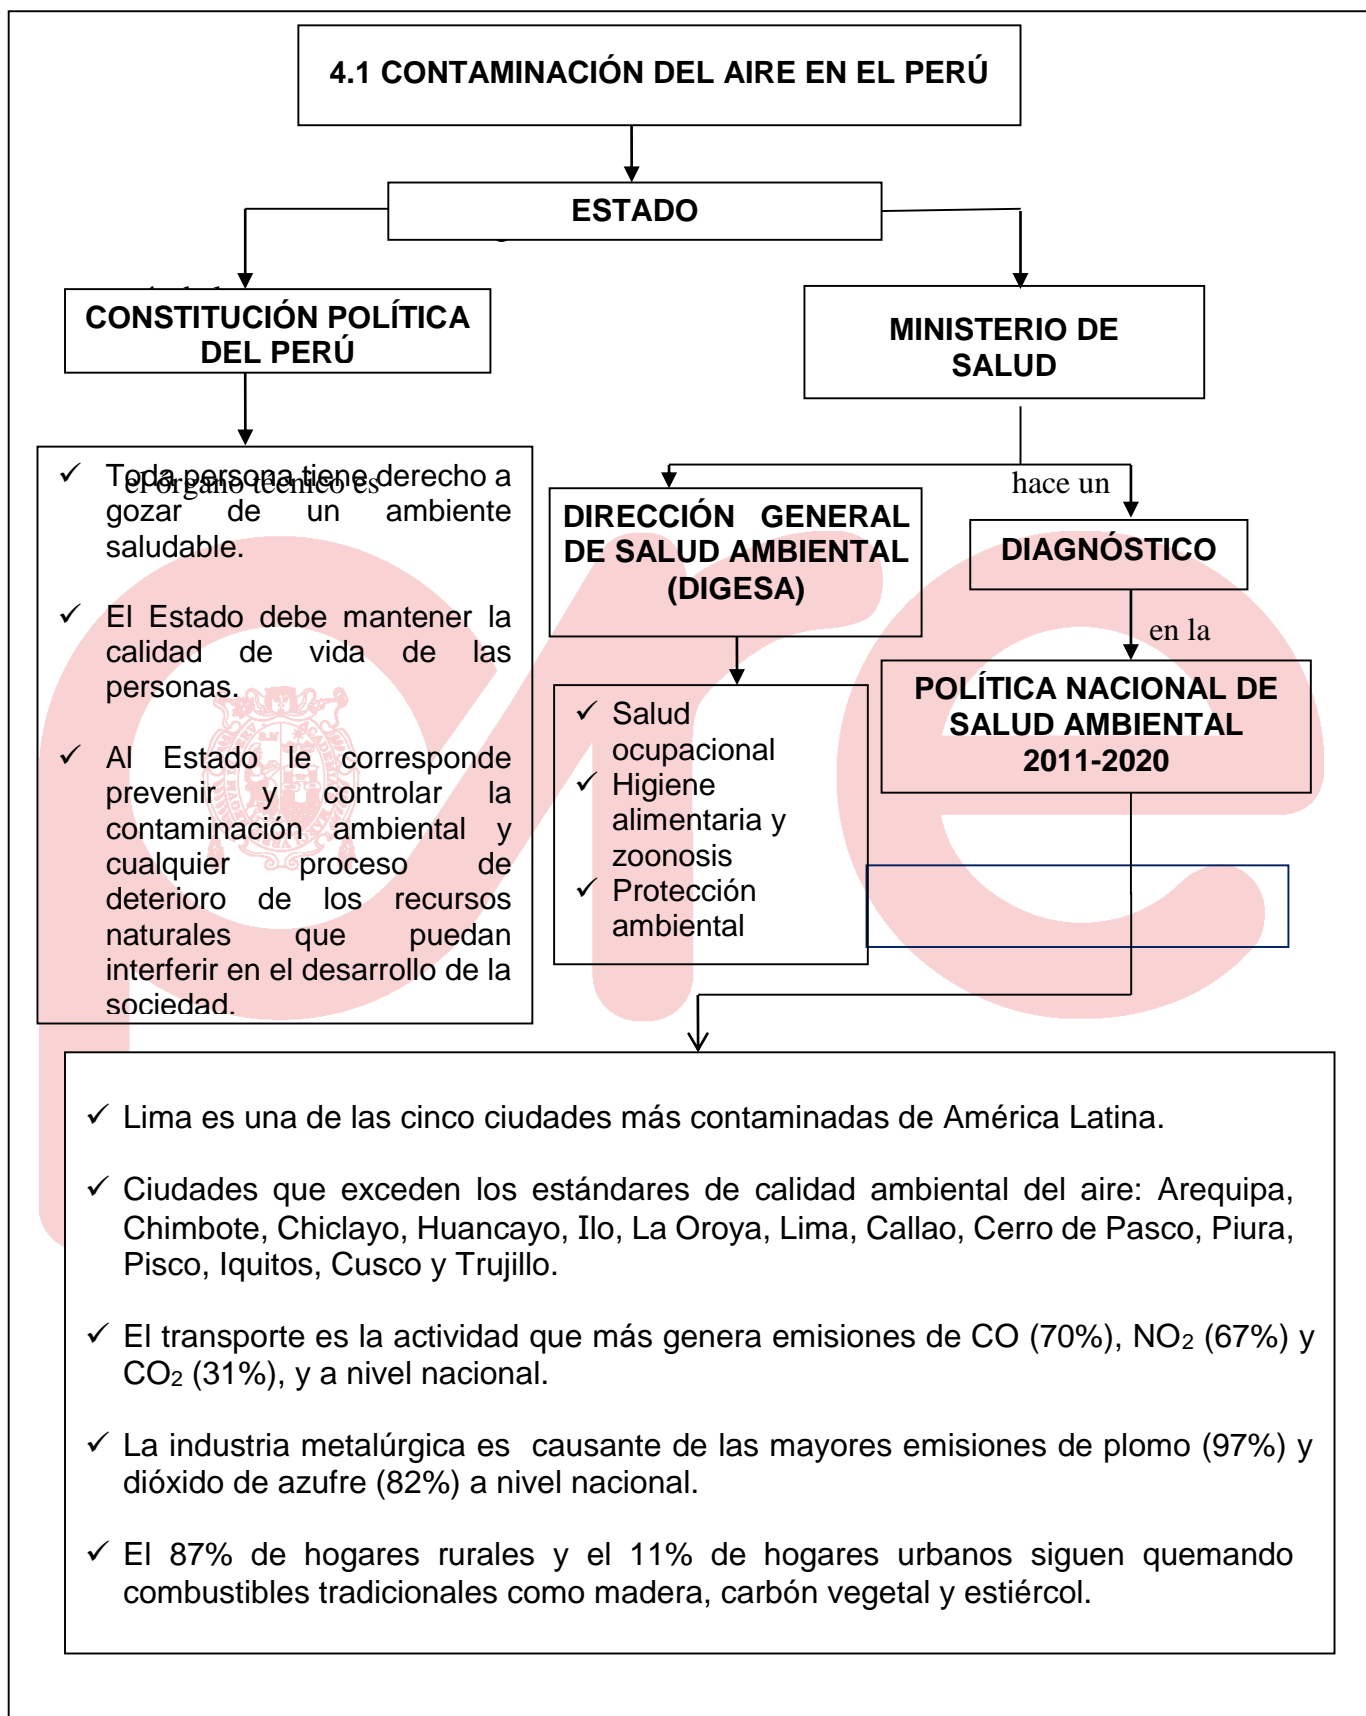 4.1 CONTAMINACIÓN DEL AIRE EN EL PERÚ
ESTADO
CONSTITUCIÓN POLÍTICA
DEL PERÚ
MINISTERIO DE
SALUD
✓ Toda persona tiene derecho a
gozar de un ambiente
saludable.
✓ El Estado debe mantener la
calidad de vida de las
personas.
✓ Al Estado le corresponde
prevenir y controlar la
contaminación ambiental y
cualquier proceso de
deterioro de los recursos
naturales que puedan
interferir en el desarrollo de la
sociedad.
el órgano técnico es
hace un
DIRECCIÓN GENERAL
DE SALUD AMBIENTAL
(DIGESA)
DIAGNÓSTICO
en la
✓ Salud
ocupacional
✓ Higiene
alimentaria y
zoonosis
✓ Protección
ambiental
POLÍTICA NACIONAL DE
SALUD AMBIENTAL
2011-2020
✓ Lima es una de las cinco ciudades más contaminadas de América Latina.
✓ Ciudades que exceden los estándares de calidad ambiental del aire: Arequipa,
Chimbote, Chiclayo, Huancayo, Ilo, La Oroya, Lima, Callao, Cerro de Pasco, Piura,
Pisco, Iquitos, Cusco y Trujillo.
✓ El transporte es la actividad que más genera emisiones de CO (70%), NO₂ (67%) y
CO₂ (31%), y a nivel nacional.
✓ La industria metalúrgica es causante de las mayores emisiones de plomo (97%) y
dióxido de azufre (82%) a nivel nacional.
✓ El 87% de hogares rurales y el 11% de hogares urbanos siguen quemando
combustibles tradicionales como madera, carbón vegetal y estiércol.
pre